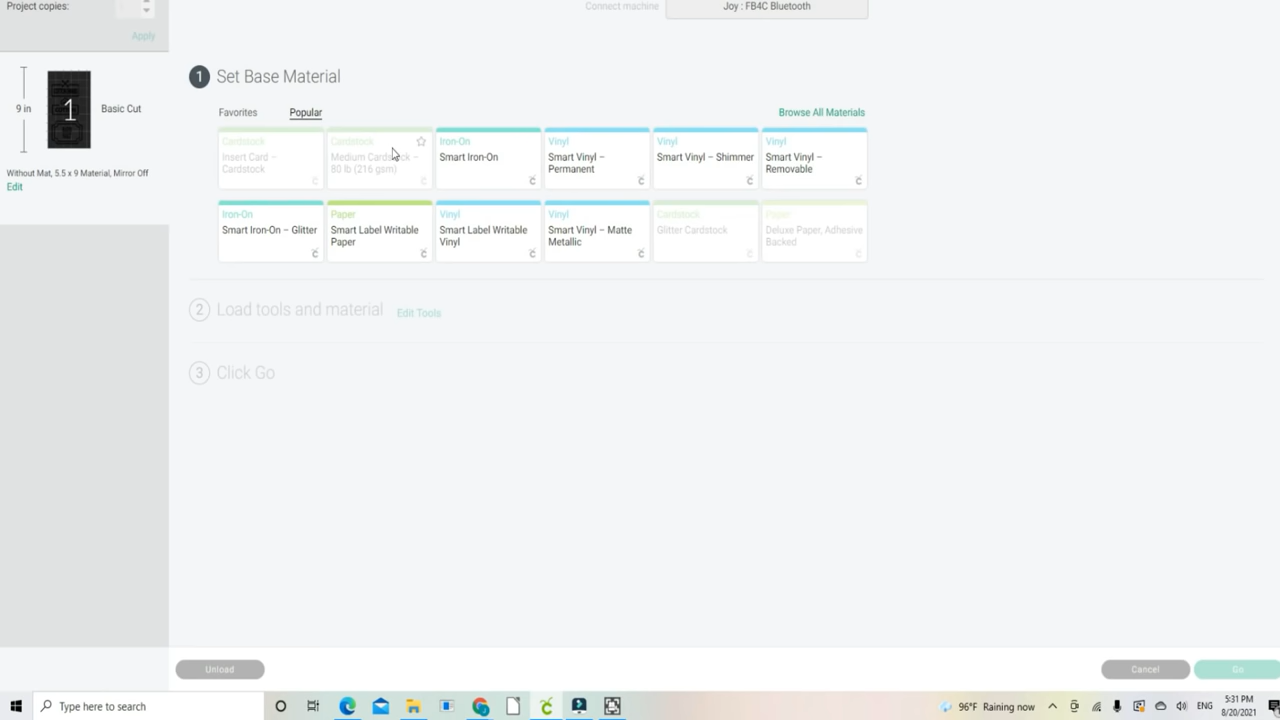 Project copies:
1
Apply
Connect machine
Joy : FB4C Bluetooth
9 in
1
Basic Cut
Without Mat, 5.5 x 9 Material, Mirror Off
Edit
1 Set Base Material
Favorites
Popular
Browse All Materials
Cardstock
Insert Card –
Cardstock
Cardstock
Medium Cardstock –
80 lb (216 gsm)
Iron-On
Smart Iron-On
Vinyl
Smart Vinyl –
Permanent
Vinyl
Smart Vinyl – Shimmer
Vinyl
Smart Vinyl –
Removable
Iron-On
Smart Iron-On – Glitter
Paper
Smart Label Writable
Paper
Vinyl
Smart Label Writable
Vinyl
Vinyl
Smart Vinyl – Matte
Metallic
Cardstock
Glitter Cardstock
Paper
Deluxe Paper, Adhesive
Backed
2 Load tools and material
Edit Tools
3 Click Go
Unload
Cancel
Go
Type here to search
96°F Raining now
ENG
5:31 PM
8/20/2021